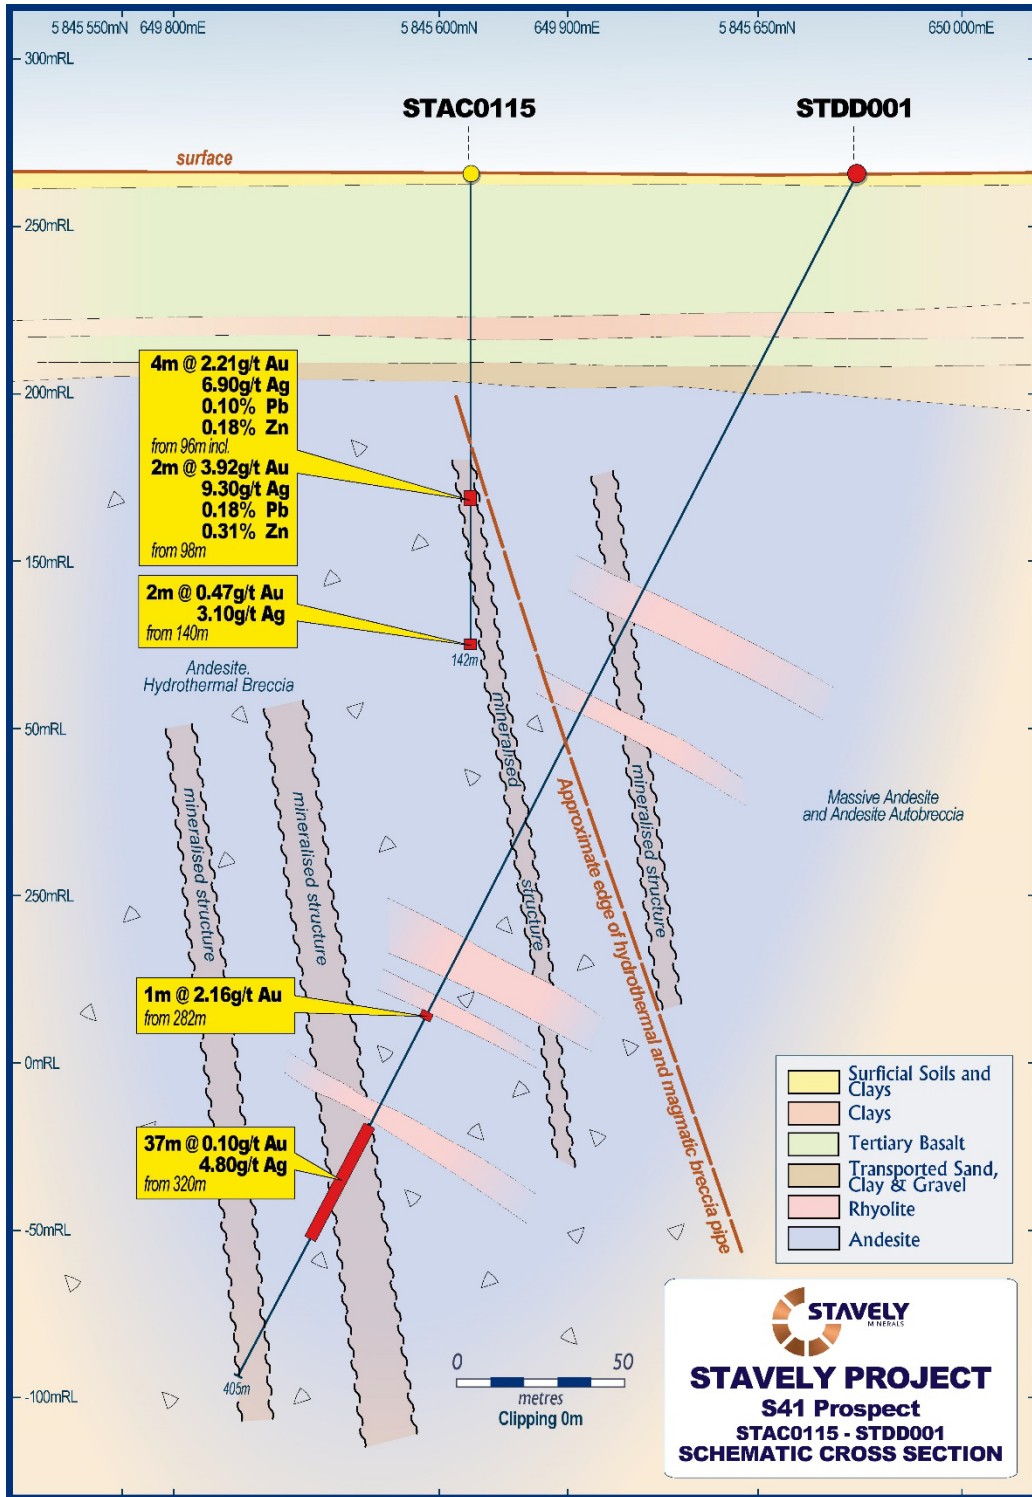 5 845 550mN 649 800mE 5 845 600mN 649 900mE 5 845 650mN 650 000mE
300mRL
STAC0115
STDD001
surface
250mRL
200mRL
4m @ 2.21g/t Au
6.90g/t Ag
0.10% Pb
0.18% Zn
from 96m incl.
2m @ 3.92g/t Au
9.30g/t Ag
0.18% Pb
0.31% Zn
from 98m
150mRL
2m @ 0.47g/t Au
3.10g/t Ag
from 140m
142m
Andesite.
Hydrothermal Breccia
50mRL
mineralised structure
mineralised structure
mineralised
structure
mineralised structure
Approximate edge of hydrothermal and magmatic breccia pipe
Massive Andesite
and Andesite Autobreccia
250mRL
1m @ 2.16g/t Au
from 282m
0mRL
37m @ 0.10g/t Au
4.80g/t Ag
from 320m
-50mRL
405m
-100mRL
Surficial Soils and
Clays
Clays
Tertiary Basalt
Transported Sand,
Clay & Gravel
Rhyolite
Andesite
0 50
metres
Clipping 0m
STAVELY
MINERALS
STAVELY PROJECT
S41 Prospect
STAC0115 - STDD001
SCHEMATIC CROSS SECTION